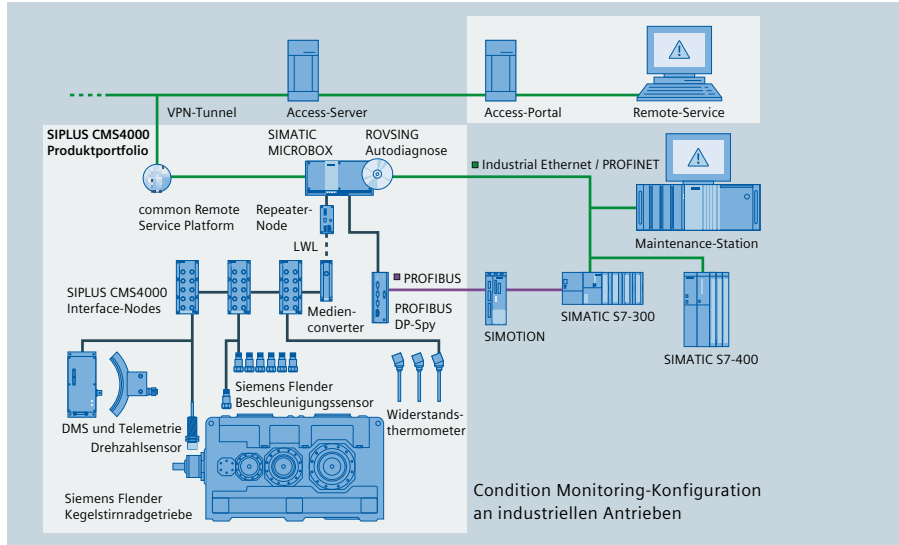 VPN-Tunnel
Access-Server
Access-Portal
Remote-Service
SIPLUS CMS4000
Produktportfolio
SIMATIC
MICROBOX
ROVSING
Autodiagnose
Industrial Ethernet / PROFINET
common Remote
Service Platform
Repeater-
Node
LWL
Maintenance-Station
SIPLUS CMS4000
Interface-Nodes
Medien-
converter
PROFIBUS
PROFIBUS
DP-Spy
SIMOTION
SIMATIC S7-300
SIMATIC S7-400
Siemens Flender
Beschleunigungssensor
Widerstands-
thermometer
DMS und Telemetrie
Drehzahlsensor
Siemens Flender
Kegelstirnradgetriebe
Condition Monitoring-Konfiguration
an industriellen Antrieben